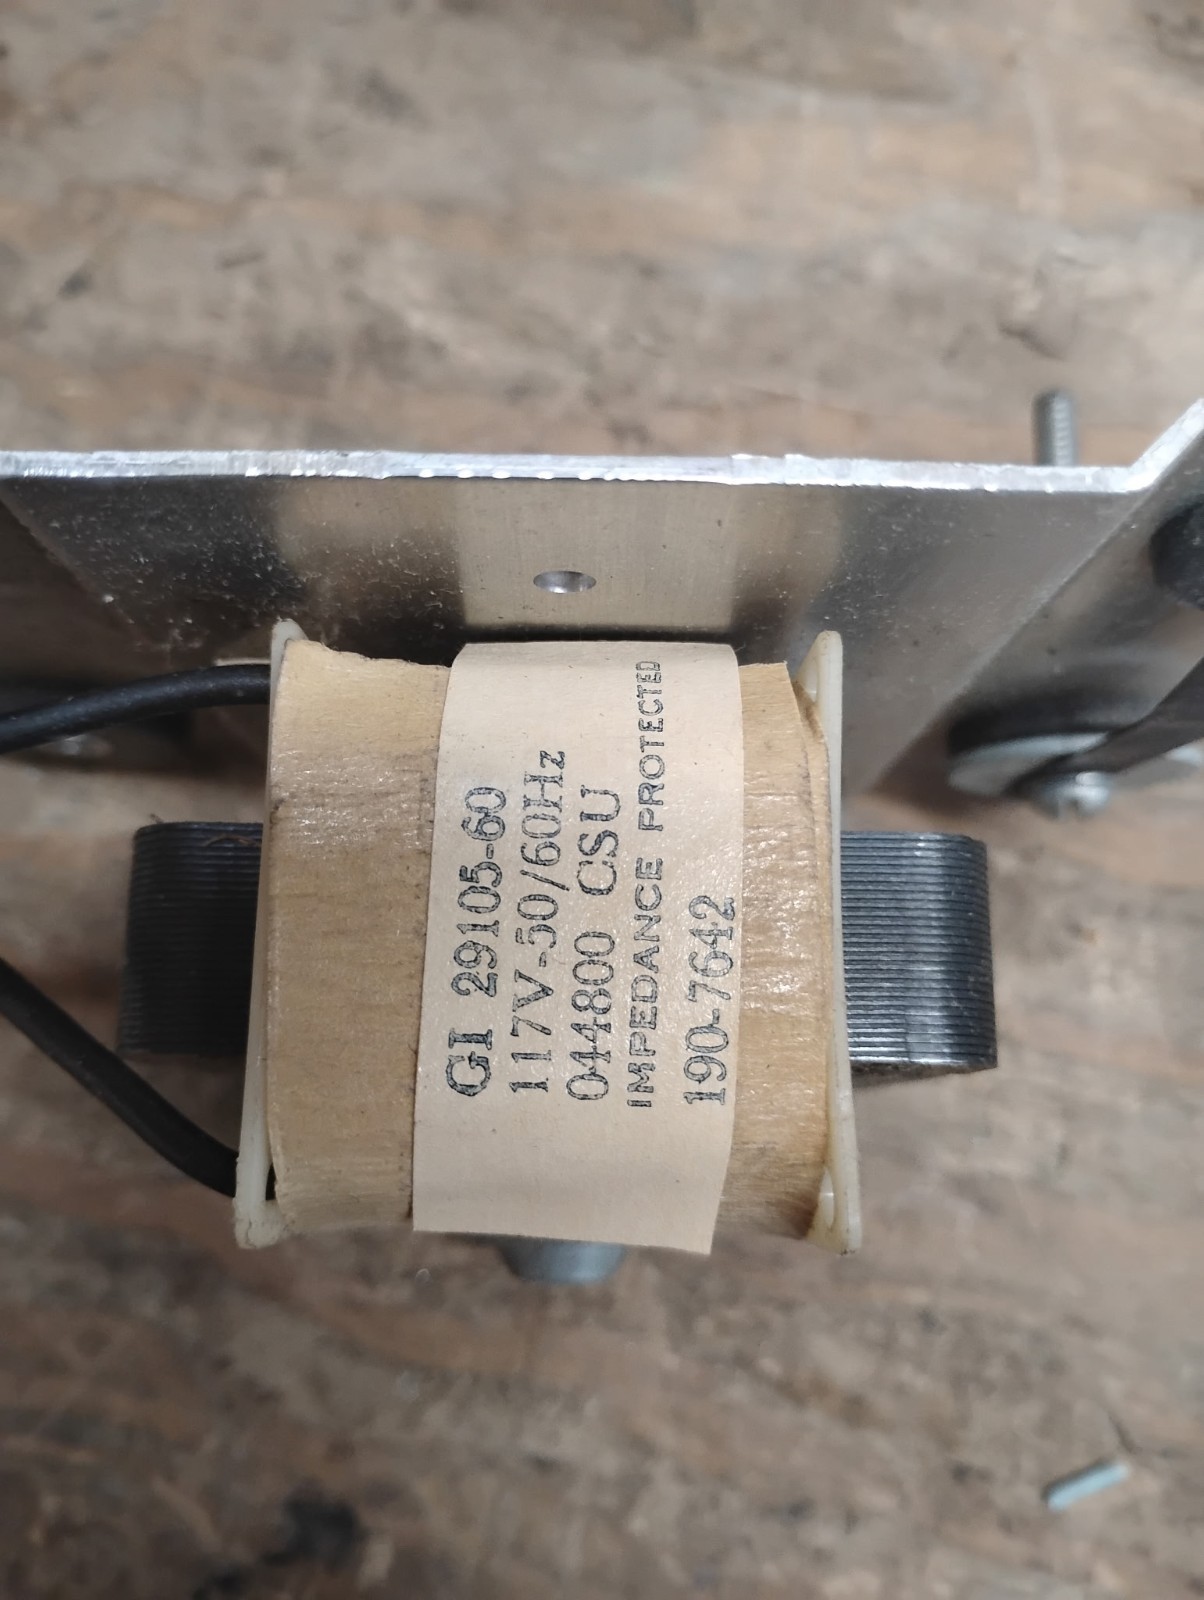 GI 29105-60
117V-50/60Hz
044800 CSU
IMPEDANCE PROTECTED
190-7642